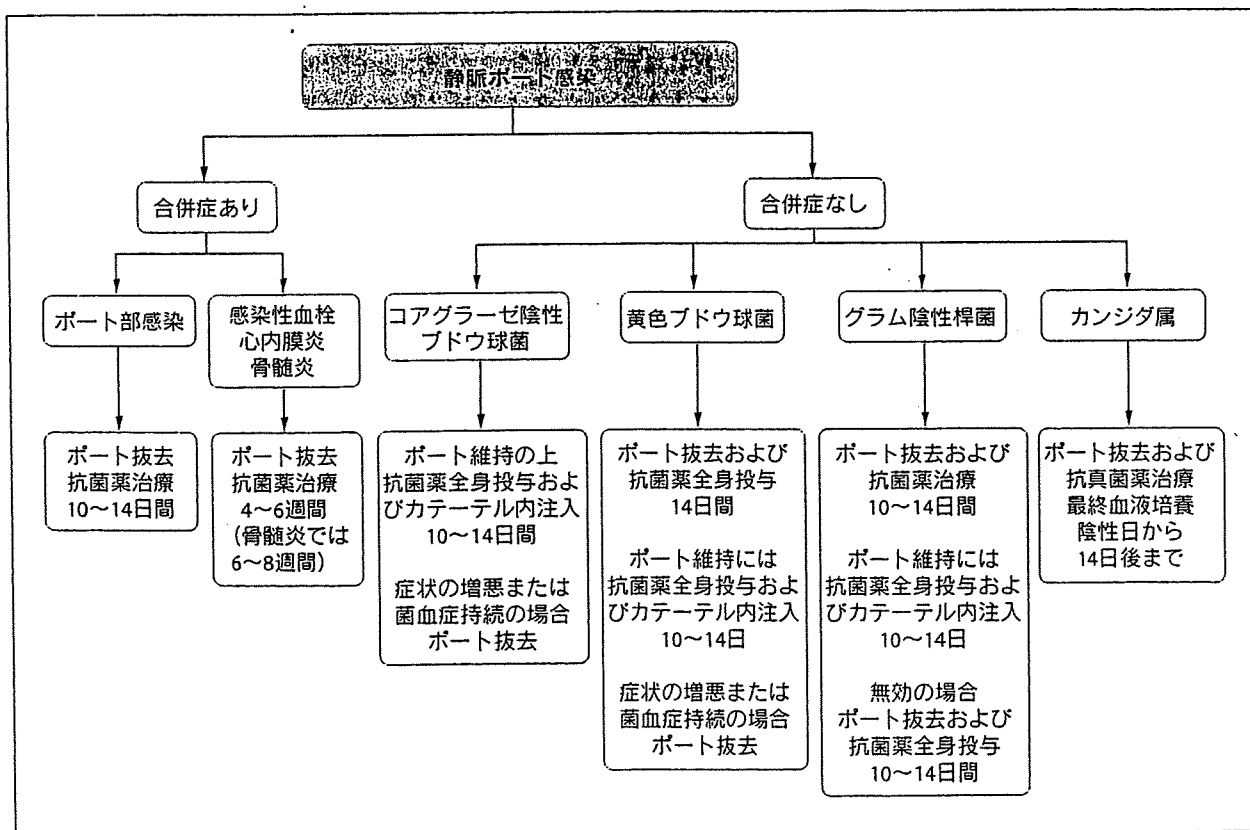 静脈ポート感染
合併症あり
合併症なし
ポート部感染
感染性血栓
心内膜炎
骨髄炎
コアグラーゼ陰性
ブドウ球菌
黄色ブドウ球菌
グラム陰性桿菌
カンジダ属
ポート抜去
抗菌薬治療
10〜14日間
ポート抜去
抗菌薬治療
4〜6週間
（骨髄炎では
6〜8週間）
ポート維持の上
抗菌薬全身投与およ
びカテーテル内注入
10〜14日間
症状の増悪または
菌血症持続の場合
ポート抜去
ポート抜去および
抗菌薬全身投与
14日間
ポート維持には
抗菌薬全身投与およ
びカテーテル内注入
10〜14日
症状の増悪または
菌血症持続の場合
ポート抜去
ポート抜去および
抗菌薬治療
10〜14日間
ポート維持には
抗菌薬全身投与およ
びカテーテル内注入
10〜14日
無効の場合
ポート抜去および
抗菌薬全身投与
10〜14日間
ポート抜去および
抗真菌薬治療
最終血液培養
陰性日から
14日後まで